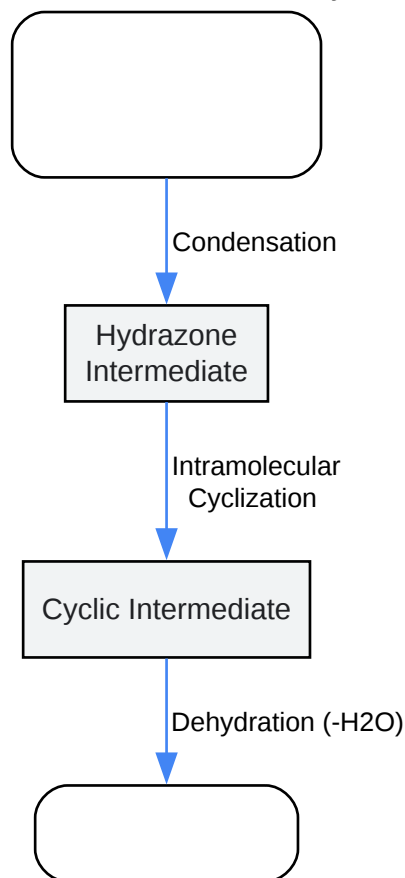 Condensation
Hydrazone
Intermediate
Intramolecular
Cyclization
Cyclic Intermediate
Dehydration (-H2O)